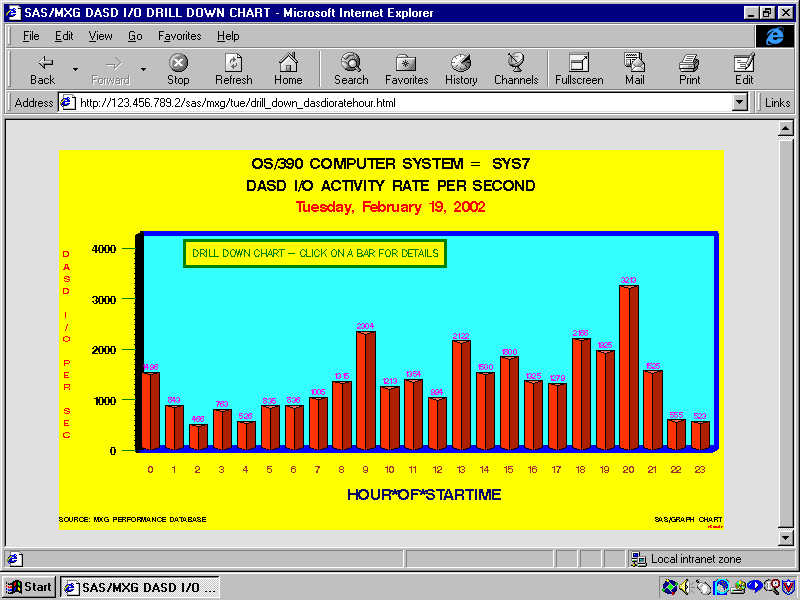 SAS/MXG DASD I/O DRILL DOWN CHART - Microsoft Internet Explorer
File Edit View Go Favorites Help
Back Forward Stop Refresh Home Search Favorites History Channels Fullscreen Mail Print Edit
Address http://123.456.789.2/sas/mxg/tue/drill_down_dasdioratehour.html Links
OS/390 COMPUTER SYSTEM = SYS7
DASD I/O ACTIVITY RATE PER SECOND
Tuesday, February 19, 2002
DRILL DOWN CHART - CLICK ON A BAR FOR DETAILS
DASD I/O PER SEC
4000
3000
2000
1000
0
1496 843 466 763 526 835 836 1005 1315 2304 1213 1354 994 2122 1500 1800 1325 1279 2166 1925 3213 1525 555 523
0 1 2 3 4 5 6 7 8 9 10 11 12 13 14 15 16 17 18 19 20 21 22 23
HOUR*OF*STARTIME
SOURCE: MXG PERFORMANCE DATABASE SAS/GRAPH CHART
Local intranet zone
Start SAS/MXG DASD I/O ...